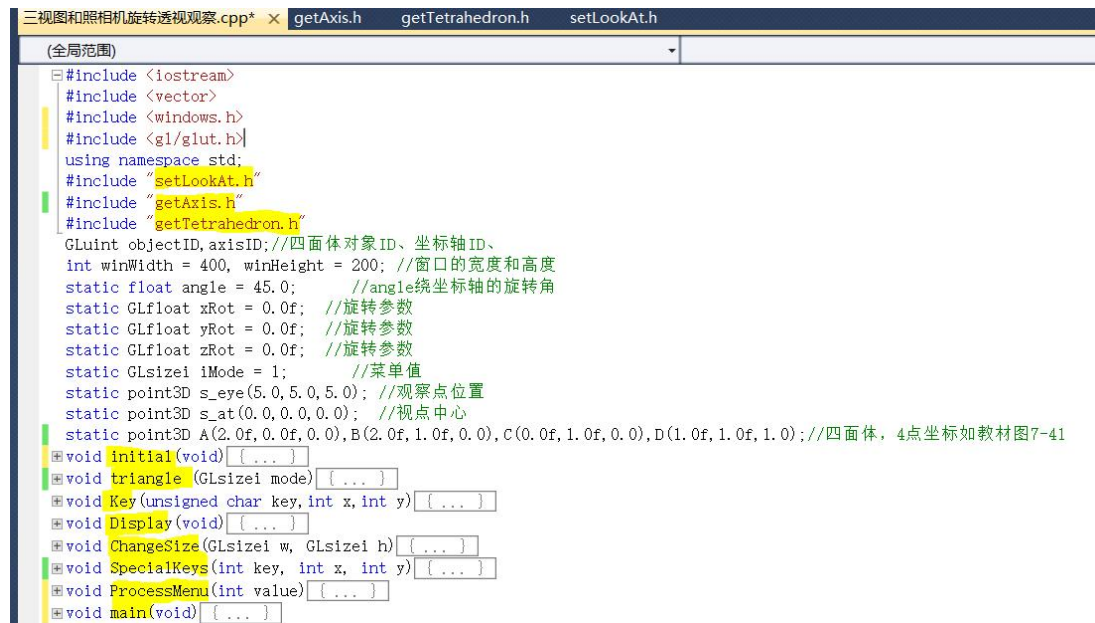 三视图和照相机旋转透视观察.cpp* × getAxis.h getTetrahedron.h setLookAt.h
(全局范围)
#include <iostream>
#include <vector>
#include <windows.h>
#include <gl/glut.h>
using namespace std;
#include "setLookAt.h"
#include "getAxis.h"
#include "getTetrahedron.h"
GLuint objectID,axisID;//四面体对象ID、坐标轴ID、
int winWidth = 400, winHeight = 200; //窗口的宽度和高度
static float angle = 45.0; //angle绕坐标轴的旋转角
static GLfloat xRot = 0.0f; //旋转参数
static GLfloat yRot = 0.0f; //旋转参数
static GLfloat zRot = 0.0f; //旋转参数
static GLsizei iMode = 1; //菜单值
static point3D s_eye(5.0,5.0,5.0); //观察点位置
static point3D s_at(0.0,0.0,0.0); //视点中心
static point3D A(2.0f,0.0f,0.0),B(2.0f,1.0f,0.0),C(0.0f,1.0f,0.0),D(1.0f,1.0f,1.0);//四面体，4点坐标如教材图7-41
void initial(void){ ... }
void triangle (GLsizei mode){ ... }
void Key(unsigned char key,int x,int y){ ... }
void Display(void){ ... }
void ChangeSize(GLsizei w, GLsizei h){ ... }
void SpecialKeys(int key, int x, int y){ ... }
void ProcessMenu(int value){ ... }
void main(void){ ... }